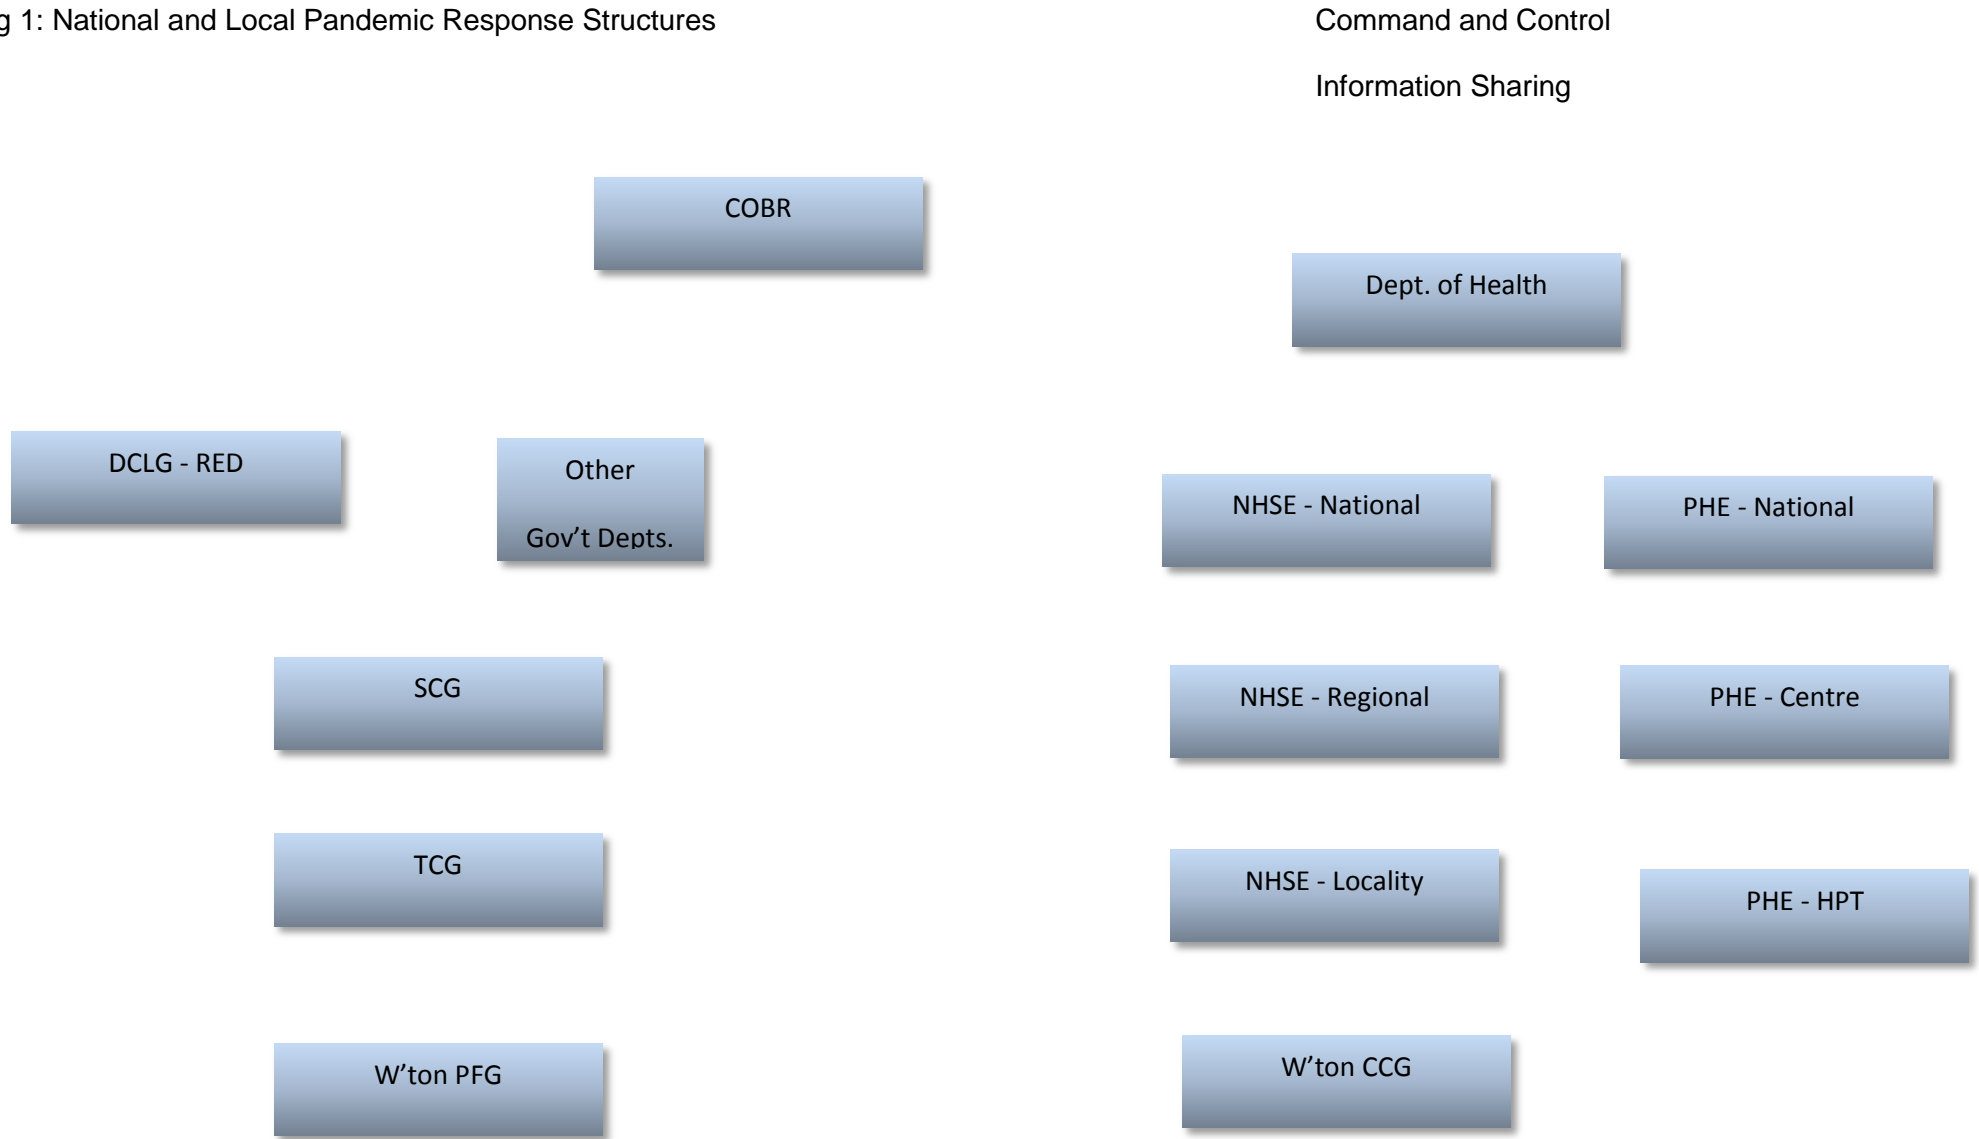 g 1: National and Local Pandemic Response Structures
Command and Control
Information Sharing
COBR
Dept. of Health
DCLG - RED
Other
Gov’t Depts.
NHSE - National
PHE - National
SCG
NHSE - Regional
PHE - Centre
TCG
NHSE - Locality
PHE - HPT
W’ton PFG
W’ton CCG